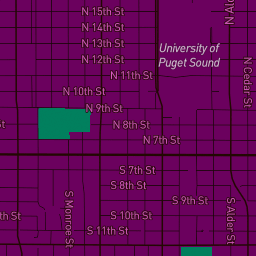 N 15th St
N 14th St
N 13th St
N 12th St
University of
Puget Sound
N 11th St
N 10th St
N 9th St
N 8th St
N 7th St
N Cedar St
S 7th St
S 8th St
S 9th St
S 10th St
S 11th St
S Monroe St
S Alder St